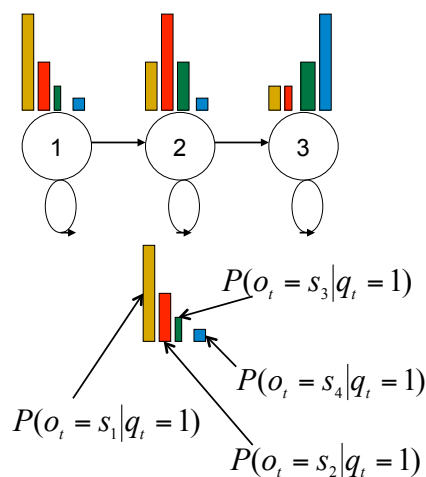 1 2 3
P(o_t = s_3|q_t = 1)
P(o_t = s_4|q_t = 1)
P(o_t = s_1|q_t = 1)
P(o_t = s_2|q_t = 1)